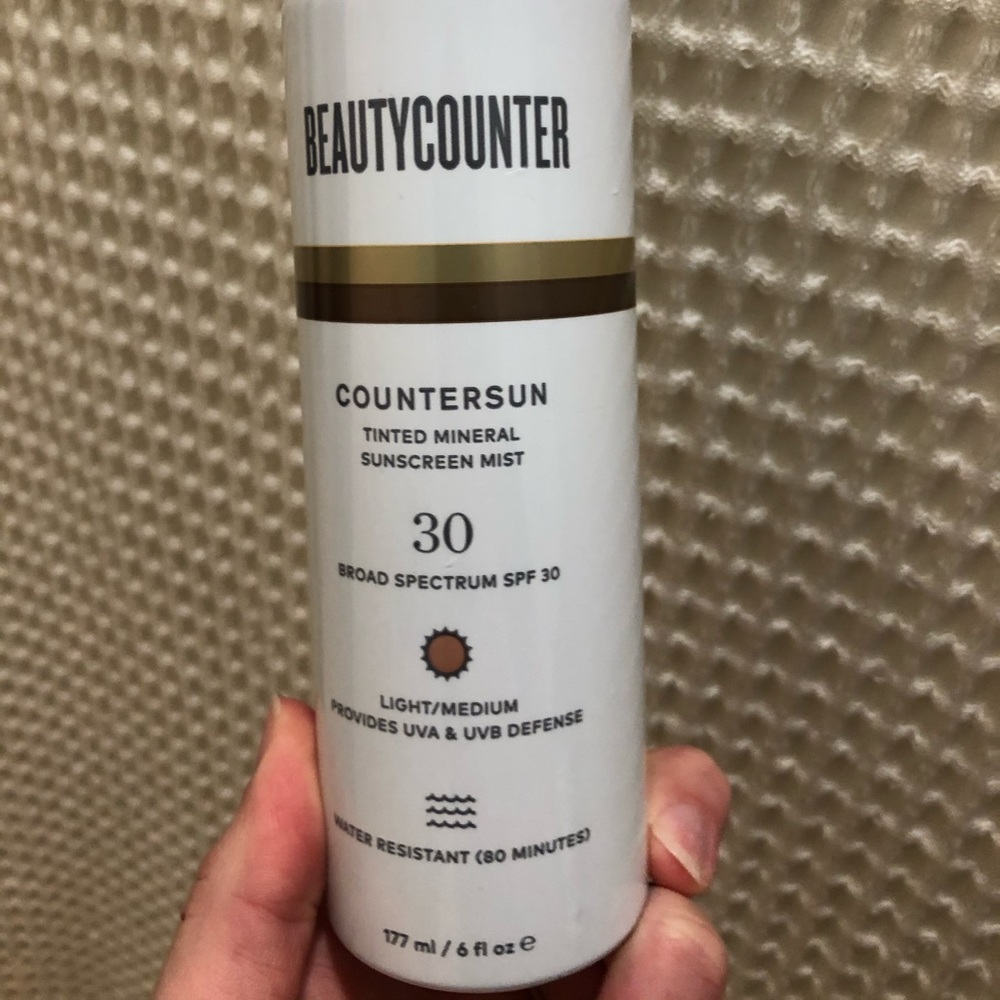 BEAUTYCOUNTER
COUNTERSUN
TINTED MINERAL
SUNSCREEN MIST
30
BROAD SPECTRUM SPF 30
LIGHT/MEDIUM
PROVIDES UVA & UVB DEFENSE
WATER RESISTANT (80 MINUTES)
177 ml / 6 fl oz ℮